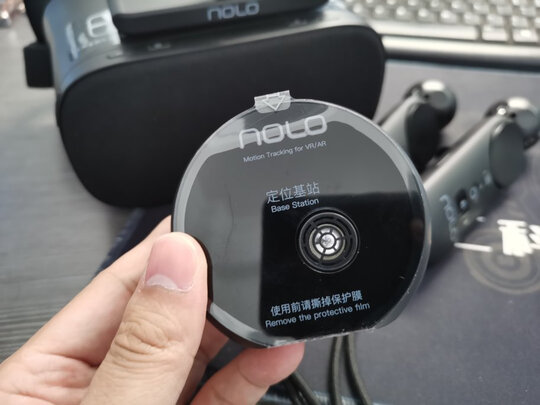 NOLO
NOLO
Motion Tracking for VR/AR
定位基站
Base Station
使用前请撕掉保护膜
Remove the protective film